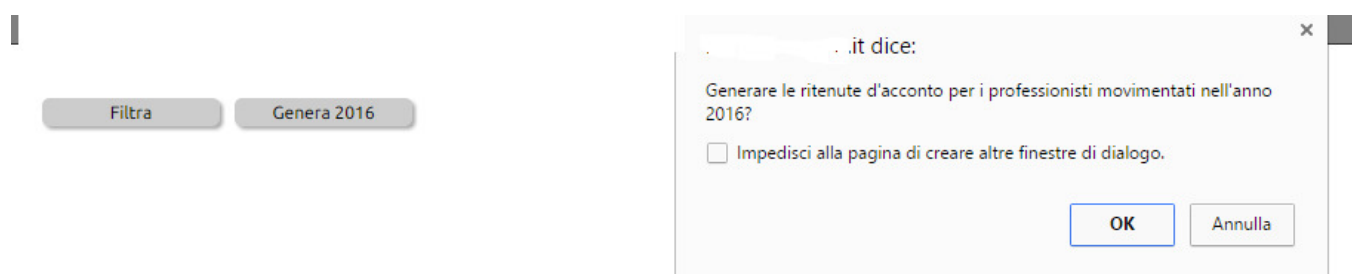 .it dice:
Generare le ritenute d'acconto per i professionisti movimentati nell'anno
2016?
Filtra Genera 2016
Impedisci alla pagina di creare altre finestre di dialogo.
OK Annulla